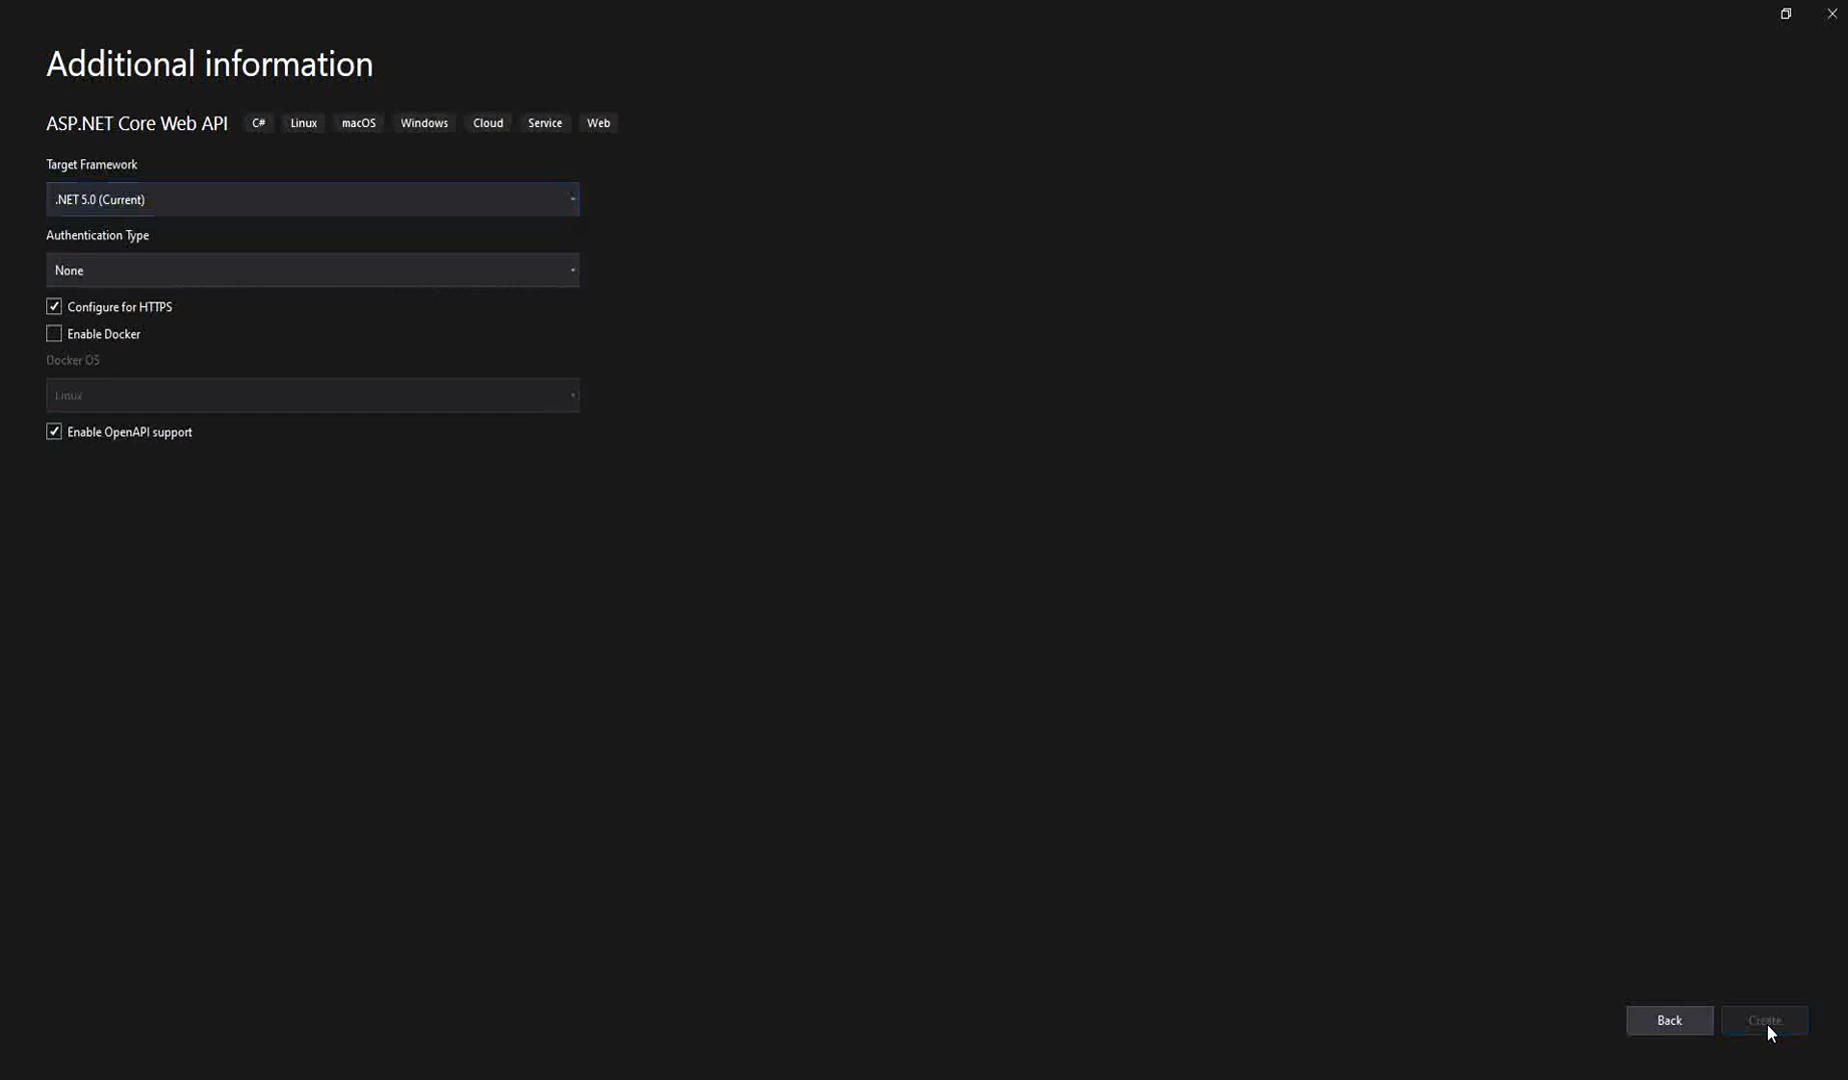 Additional information
ASP.NET Core Web API C# Linux macOS Windows Cloud Service Web
Target Framework
.NET 5.0 (Current)
Authentication Type
None
Configure for HTTPS
Enable Docker
Docker OS
Linux
Enable OpenAPI support
Back Create